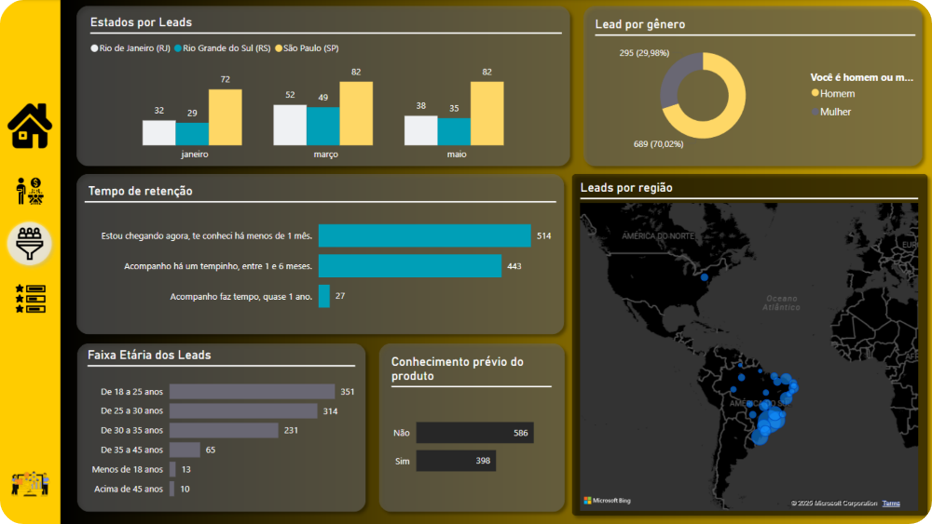 Estados por Leads
Rio de Janeiro (RJ) Rio Grande do Sul (RS) São Paulo (SP)
32 29 72
52 49 82
38 35 82
janeiro março maio
Lead por gênero
295 (29,98%)
689 (70,02%)
Você é homem ou m...
Homem
Mulher
Tempo de retenção
Estou chegando agora, te conheci há menos de 1 mês. 514
Acompanho há um tempinho, entre 1 e 6 meses. 443
Acompanho faz tempo, quase 1 ano. 27
Leads por região
AMÉRICA DO NORTE
EUR
Oceano
Atlântico
AMÉRICA DO S
Microsoft Bing
© 2025 Microsoft Corporation Terms
Faixa Etária dos Leads
De 18 a 25 anos 351
De 25 a 30 anos 314
De 30 a 35 anos 231
De 35 a 45 anos 65
Menos de 18 anos 13
Acima de 45 anos 10
Conhecimento prévio do
produto
Não 586
Sim 398